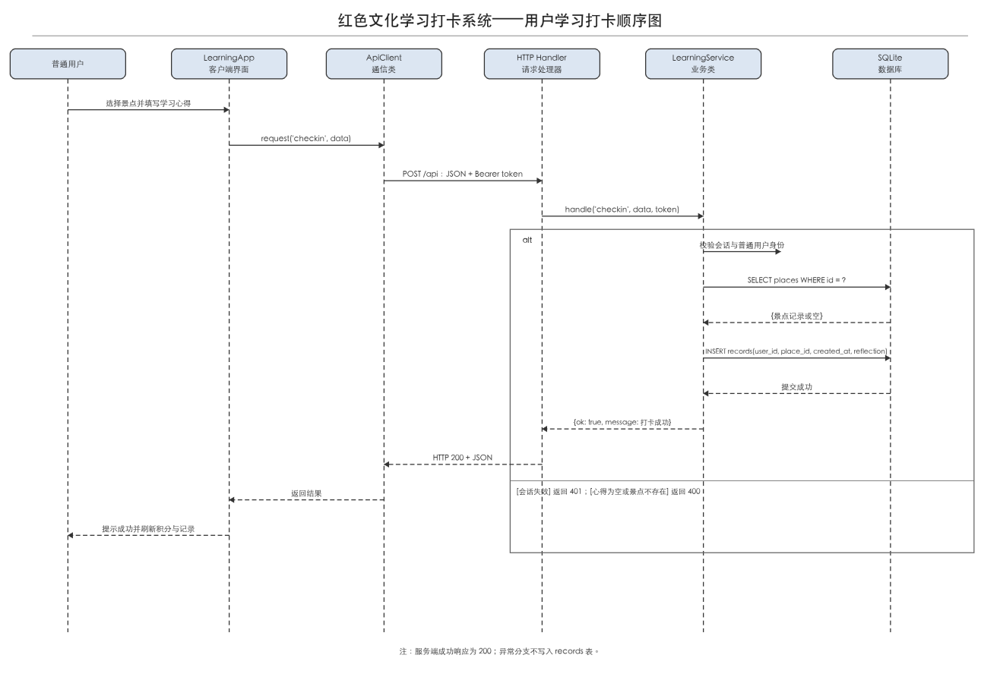 红色文化学习打卡系统——用户学习打卡顺序图
普通用户
LearningApp
客户端界面
ApiClient
通信类
HTTP Handler
请求处理器
LearningService
业务类
SQLite
数据库
选择景点并填写学习心得
request('checkin', data)
POST /api：JSON + Bearer token
handle('checkin', data, token)
alt
校验会话与普通用户身份
SELECT places WHERE id = ?
{景点记录或空}
INSERT records(user_id, place_id, created_at, reflection)
提交成功
{ok: true, message: 打卡成功}
HTTP 200 + JSON
[会话失败] 返回 401；[心得为空或景点不存在] 返回 400
返回结果
提示成功并刷新积分与记录
注：服务端成功响应为 200；异常分支不写入 records 表。